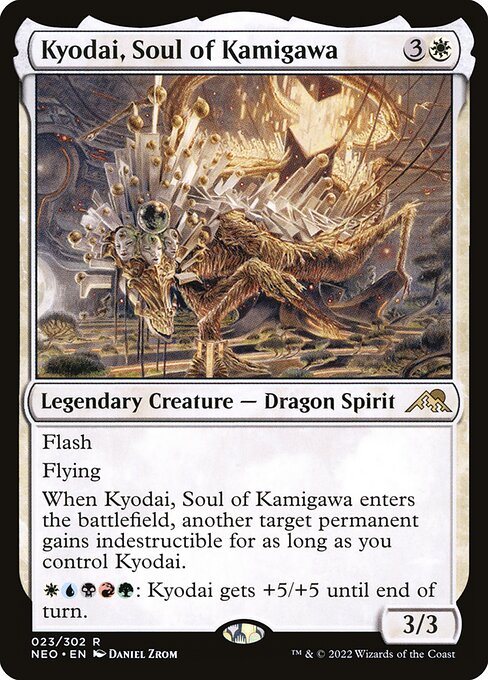 Kyodai, Soul of Kamigawa 3
Legendary Creature — Dragon Spirit
Flash
Flying
When Kyodai, Soul of Kamigawa enters
the battlefield, another target permanent
gains indestructible for as long as you
control Kyodai.
: Kyodai gets +5/+5 until end of
turn.
3/3
023/302 R
NEO • EN Daniel Zrom
™ & © 2022 Wizards of the Coast